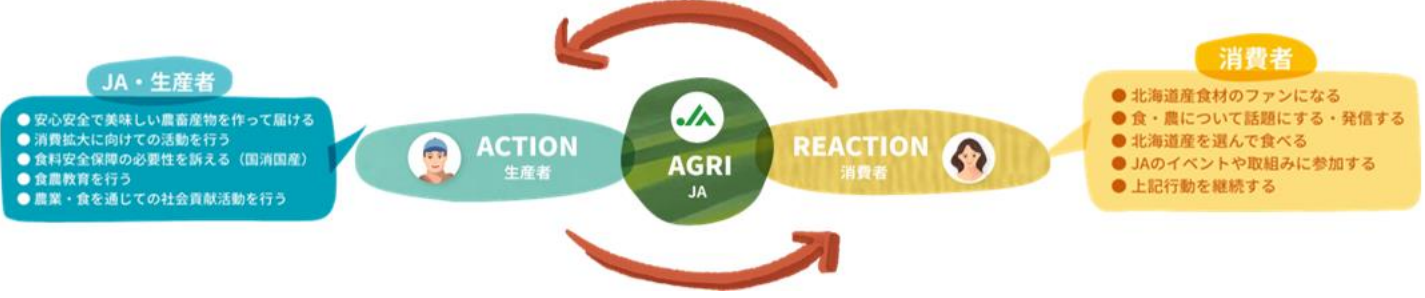 JA・生産者
● 安心安全で美味しい農畜産物を作って届ける
● 消費拡大に向けての活動を行う
● 食料安全保障の必要性を訴える（国消国産）
● 食農教育を行う
● 農業・食を通じての社会貢献活動を行う
ACTION
生産者
JA
AGRI
JA
REACTION
消費者
消費者
● 北海道産食材のファンになる
● 食・農について話題にする・発信する
● 北海道産を選んで食べる
● JAのイベントや取組みに参加する
● 上記行動を継続する